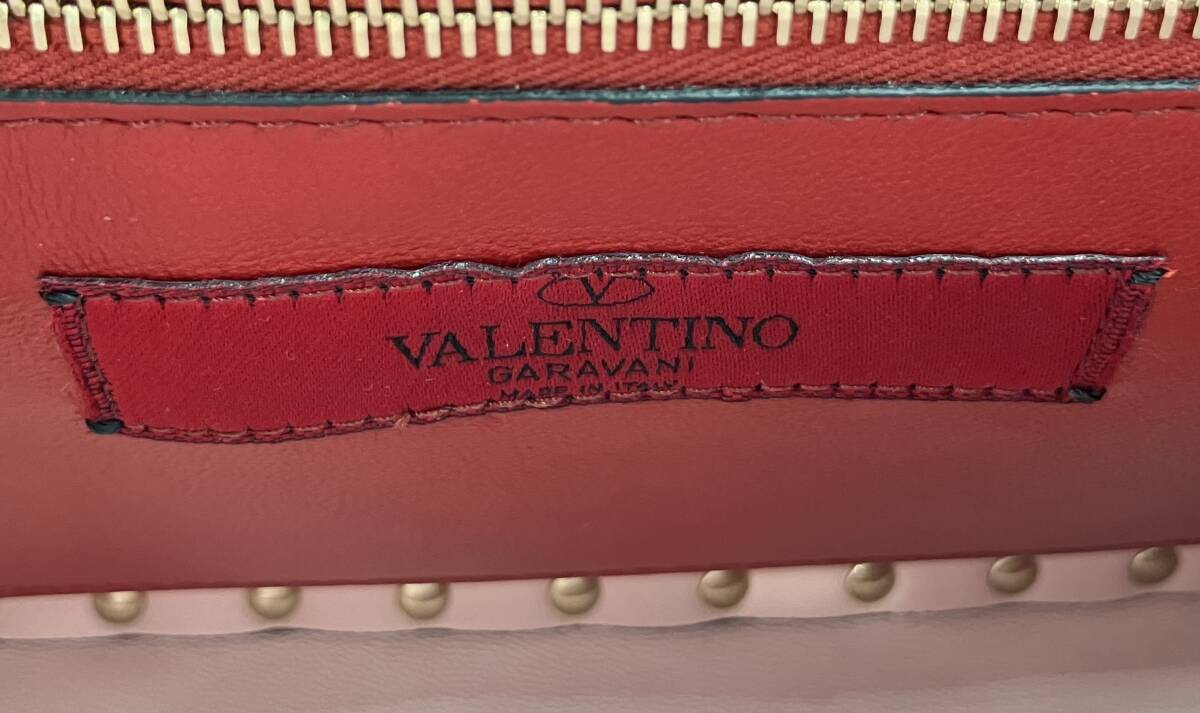 V
VALENTINO
GARAVANI
MADE IN ITALY